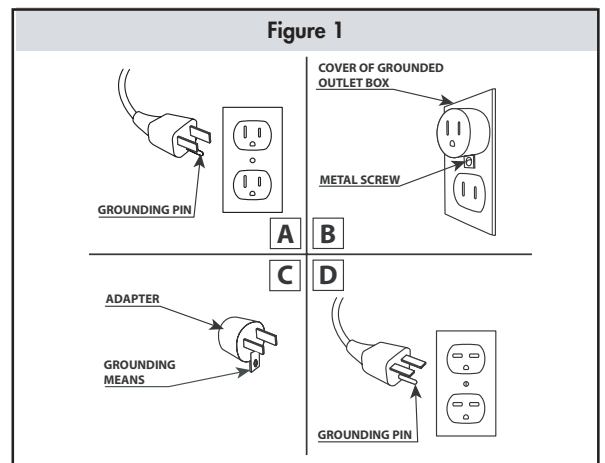 Figure 1
GROUNDING PIN
A
COVER OF GROUNDED
OUTLET BOX
METAL SCREW
B
C
ADAPTER
GROUNDING
MEANS
D
GROUNDING PIN